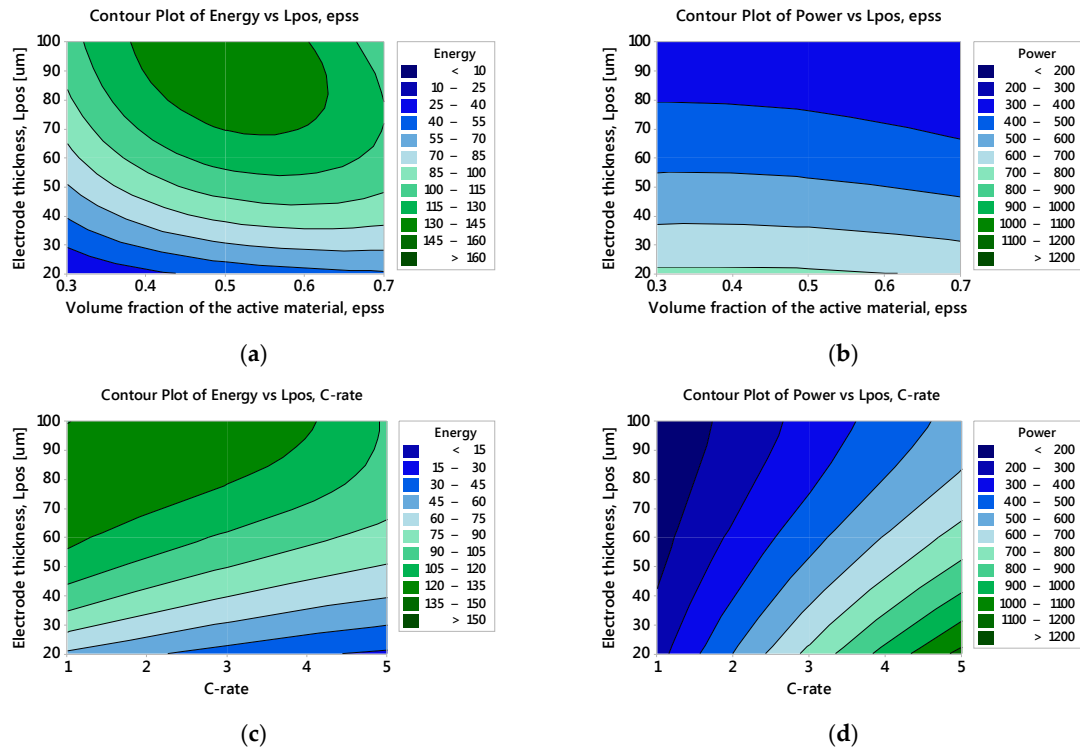 Contour Plot of Energy vs Lpos, epss
Electrode thickness, Lpos [um]
100
90
80
70
60
50
40
30
20
0.3 0.4 0.5 0.6 0.7
Volume fraction of the active material, epss
Energy
< 10
10 – 25
25 – 40
40 – 55
55 – 70
70 – 85
85 – 100
100 – 115
115 – 130
130 – 145
145 – 160
> 160
(a)
Contour Plot of Power vs Lpos, epss
Electrode thickness, Lpos [um]
100
90
80
70
60
50
40
30
20
0.3 0.4 0.5 0.6 0.7
Volume fraction of the active material, epss
Power
< 200
200 – 300
300 – 400
400 – 500
500 – 600
600 – 700
700 – 800
800 – 900
900 – 1000
1000 – 1100
1100 – 1200
> 1200
(b)
Contour Plot of Energy vs Lpos, C-rate
Electrode thickness, Lpos [um]
100
90
80
70
60
50
40
30
20
1 2 3 4 5
C-rate
Energy
< 15
15 – 30
30 – 45
45 – 60
60 – 75
75 – 90
90 – 105
105 – 120
120 – 135
135 – 150
> 150
(c)
Contour Plot of Power vs Lpos, C-rate
Electrode thickness, Lpos [um]
100
90
80
70
60
50
40
30
20
1 2 3 4 5
C-rate
Power
< 200
200 – 300
300 – 400
400 – 500
500 – 600
600 – 700
700 – 800
800 – 900
900 – 1000
1000 – 1100
1100 – 1200
> 1200
(d)